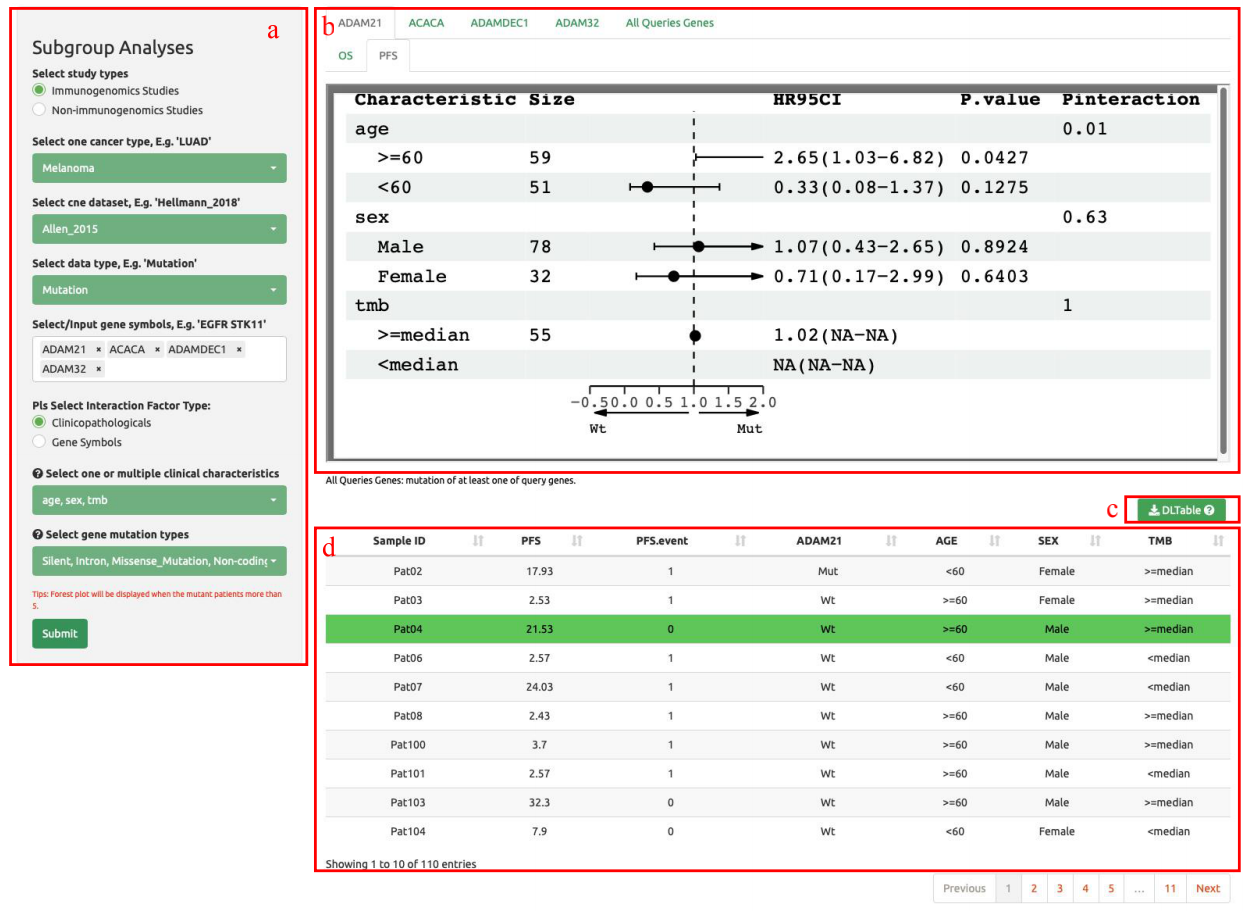 a
Subgroup Analyses
Select study types
Immunogenomics Studies
Non-immunogenomics Studies
Select one cancer type, E.g. 'LUAD'
Melanoma
Select cne dataset, E.g. 'Hellmann_2018'
Allen_2015
Select data type, E.g. 'Mutation'
Mutation
Select/Input gene symbols, E.g. 'EGFR STK11'
ADAM21 × ACACA × ADAMDEC1 ×
ADAM32 ×
Pls Select Interaction Factor Type:
Clinicopathologicals
Gene Symbols
Select one or multiple clinical characteristics
age, sex, tmb
Select gene mutation types
Silent, Intron, Missense_Mutation, Non-coding
Tips: Forest plot will be displayed when the mutant patients more than
5.
Submit
b
ADAM21 ACACA ADAMDEC1 ADAM32 All Queries Genes
OS PFS
Characteristic Size HR95CI P.value Pinteraction
age 0.01
>=60 59 2.65(1.03-6.82) 0.0427
<60 51 0.33(0.08-1.37) 0.1275
sex 0.63
Male 78 1.07(0.43-2.65) 0.8924
Female 32 0.71(0.17-2.99) 0.6403
tmb 1
>=median 55 1.02(NA-NA)
<median NA(NA-NA)
-0.50.0 0.5 1.0 1.5 2.0
Wt Mut
All Queries Genes: mutation of at least one of query genes.
c
DLTable
d
Sample ID PFS PFS.event ADAM21 AGE SEX TMB
Pat02 17.93 1 Mut <60 Female >=median
Pat03 2.53 1 Wt >=60 Female >=median
Pat04 21.53 0 Wt >=60 Male >=median
Pat06 2.57 1 Wt <60 Male <median
Pat07 24.03 1 Wt <60 Male <median
Pat08 2.43 1 Wt >=60 Male >=median
Pat100 3.7 1 Wt >=60 Male >=median
Pat101 2.57 1 Wt >=60 Male <median
Pat103 32.3 0 Wt >=60 Male >=median
Pat104 7.9 0 Wt <60 Female <median
Showing 1 to 10 of 110 entries
Previous 1 2 3 4 5 ... 11 Next